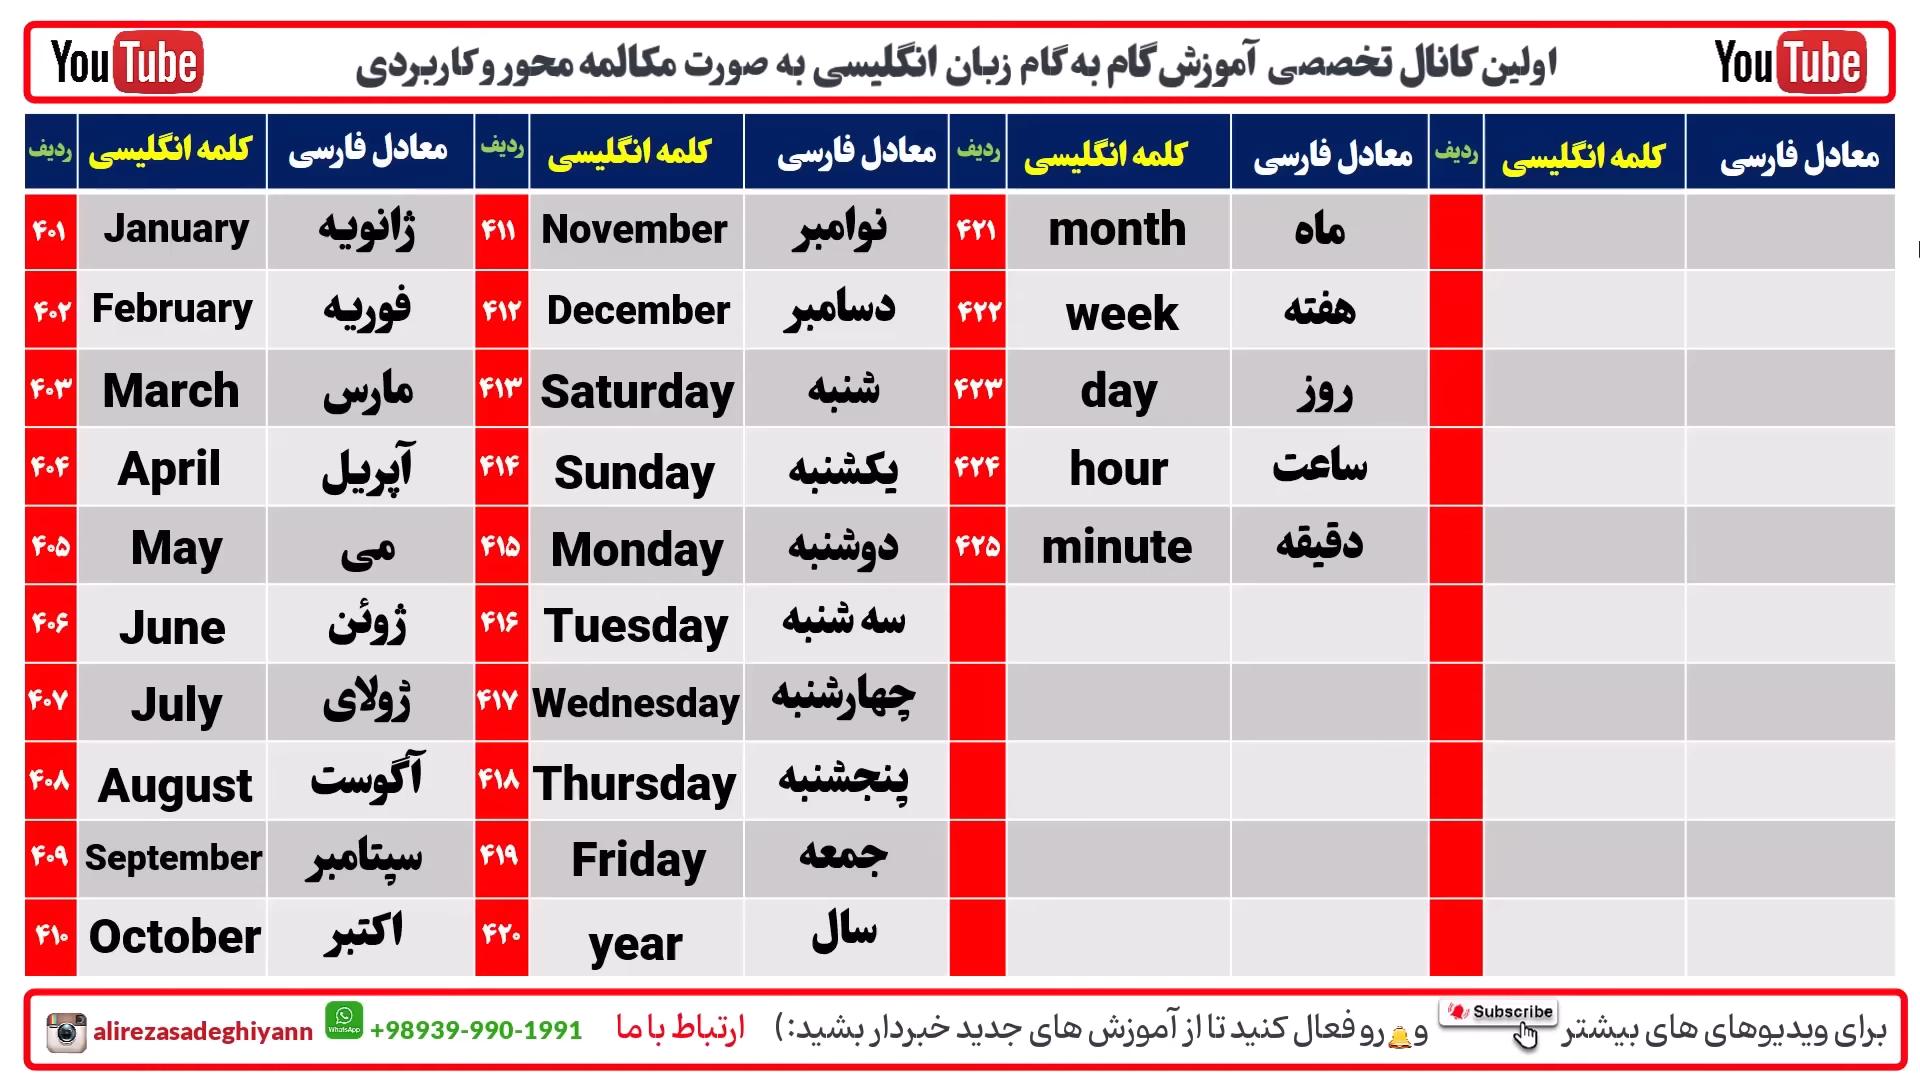 YouTube اولین کانال تخصصی آموزش گام به گام زبان انگلیسی به صورت مکالمه محور و کاربردی YouTube
ردیف کلمه انگلیسی معادل فارسی ردیف کلمه انگلیسی معادل فارسی ردیف کلمه انگلیسی معادل فارسی ردیف کلمه انگلیسی معادل فارسی
۴۰۱ January ژانویه ۴۱۱ November نوامبر ۴۲۱ month ماه
۴۰۲ February فوریه ۴۱۲ December دسامبر ۴۲۲ week هفته
۴۰۳ March مارس ۴۱۳ Saturday شنبه ۴۲۳ day روز
۴۰۴ April آپریل ۴۱۴ Sunday یکشنبه ۴۲۴ hour ساعت
۴۰۵ May می ۴۱۵ Monday دوشنبه ۴۲۵ minute دقیقه
۴۰۶ June ژوئن ۴۱۶ Tuesday سه شنبه
۴۰۷ July ژولای ۴۱۷ Wednesday چهارشنبه
۴۰۸ August آگوست ۴۱۸ Thursday پنجشنبه
۴۰۹ September سپتامبر ۴۱۹ Friday جمعه
۴۱۰ October اکتبر ۴۲۰ year سال
برای ویدیوهای های بیشتر Subscribe و رو فعال کنید تا از آموزش های جدید خبردار بشید:) ارتباط با ما +98939-990-1991 WhatsApp alirezasadeghiyann